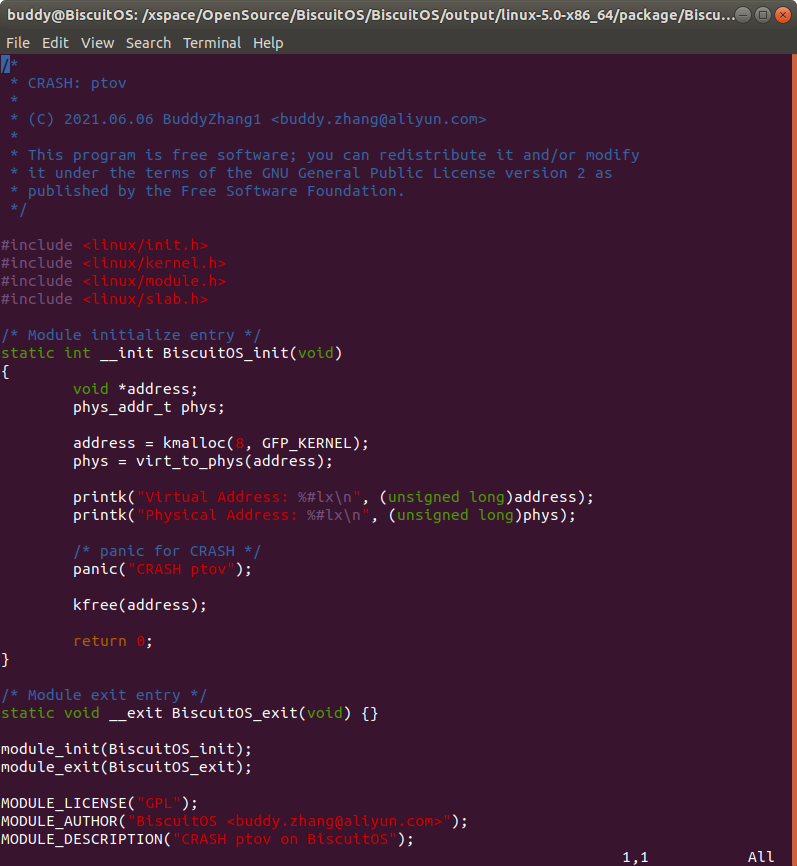 buddy@BiscuitOS: /xspace/OpenSource/BiscuitOS/BiscuitOS/output/linux-5.0-x86_64/package/Biscu...
File Edit View Search Terminal Help
/*
 * CRASH: ptov
 *
 * (C) 2021.06.06 BuddyZhang1 <buddy.zhang@aliyun.com>
 *
 * This program is free software; you can redistribute it and/or modify
 * it under the terms of the GNU General Public License version 2 as
 * published by the Free Software Foundation.
 */
#include <linux/init.h>
#include <linux/kernel.h>
#include <linux/module.h>
#include <linux/slab.h>
/* Module initialize entry */
static int __init BiscuitOS_init(void)
{
        void *address;
        phys_addr_t phys;
        address = kmalloc(8, GFP_KERNEL);
        phys = virt_to_phys(address);
        printk("Virtual Address: %#lx\n", (unsigned long)address);
        printk("Physical Address: %#lx\n", (unsigned long)phys);
        /* panic for CRASH */
        panic("CRASH ptov");
        kfree(address);
        return 0;
}
/* Module exit entry */
static void __exit BiscuitOS_exit(void) {}
module_init(BiscuitOS_init);
module_exit(BiscuitOS_exit);
MODULE_LICENSE("GPL");
MODULE_AUTHOR("BiscuitOS <buddy.zhang@aliyun.com>");
MODULE_DESCRIPTION("CRASH ptov on BiscuitOS");
1,1 All